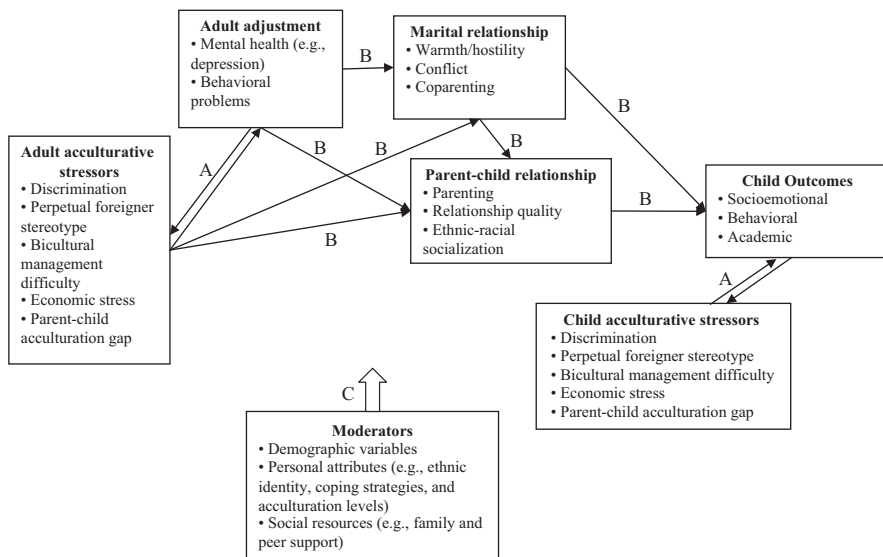 Adult adjustment
• Mental health (e.g.,
depression)
• Behavioral
problems
B
Marital relationship
• Warmth/hostility
• Conflict
• Coparenting
B
Adult acculturative
stressors
• Discrimination
• Perpetual foreigner
stereotype
• Bicultural
management
difficulty
• Economic stress
• Parent-child
acculturation gap
A
B
B
B
B
Parent-child relationship
• Parenting
• Relationship quality
• Ethnic-racial
socialization
B
Child Outcomes
• Socioemotional
• Behavioral
• Academic
A
Child acculturative stressors
• Discrimination
• Perpetual foreigner stereotype
• Bicultural management difficulty
• Economic stress
• Parent-child acculturation gap
C
Moderators
• Demographic variables
• Personal attributes (e.g., ethnic
identity, coping strategies, and
acculturation levels)
• Social resources (e.g., family and
peer support)